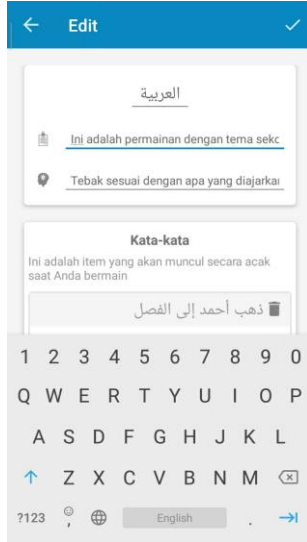 Edit
العربية
Ini adalah permainan dengan tema sekc
Tebak sesuai dengan apa yang diajarkai
Kata-kata
Ini adalah item yang akan muncul secara acak
saat Anda bermain
ذهب أحمد إلى الفصل
1 2 3 4 5 6 7 8 9 0
Q W E R T Y U I O P
A S D F G H J K L
Z X C V B N M
?123 , English .